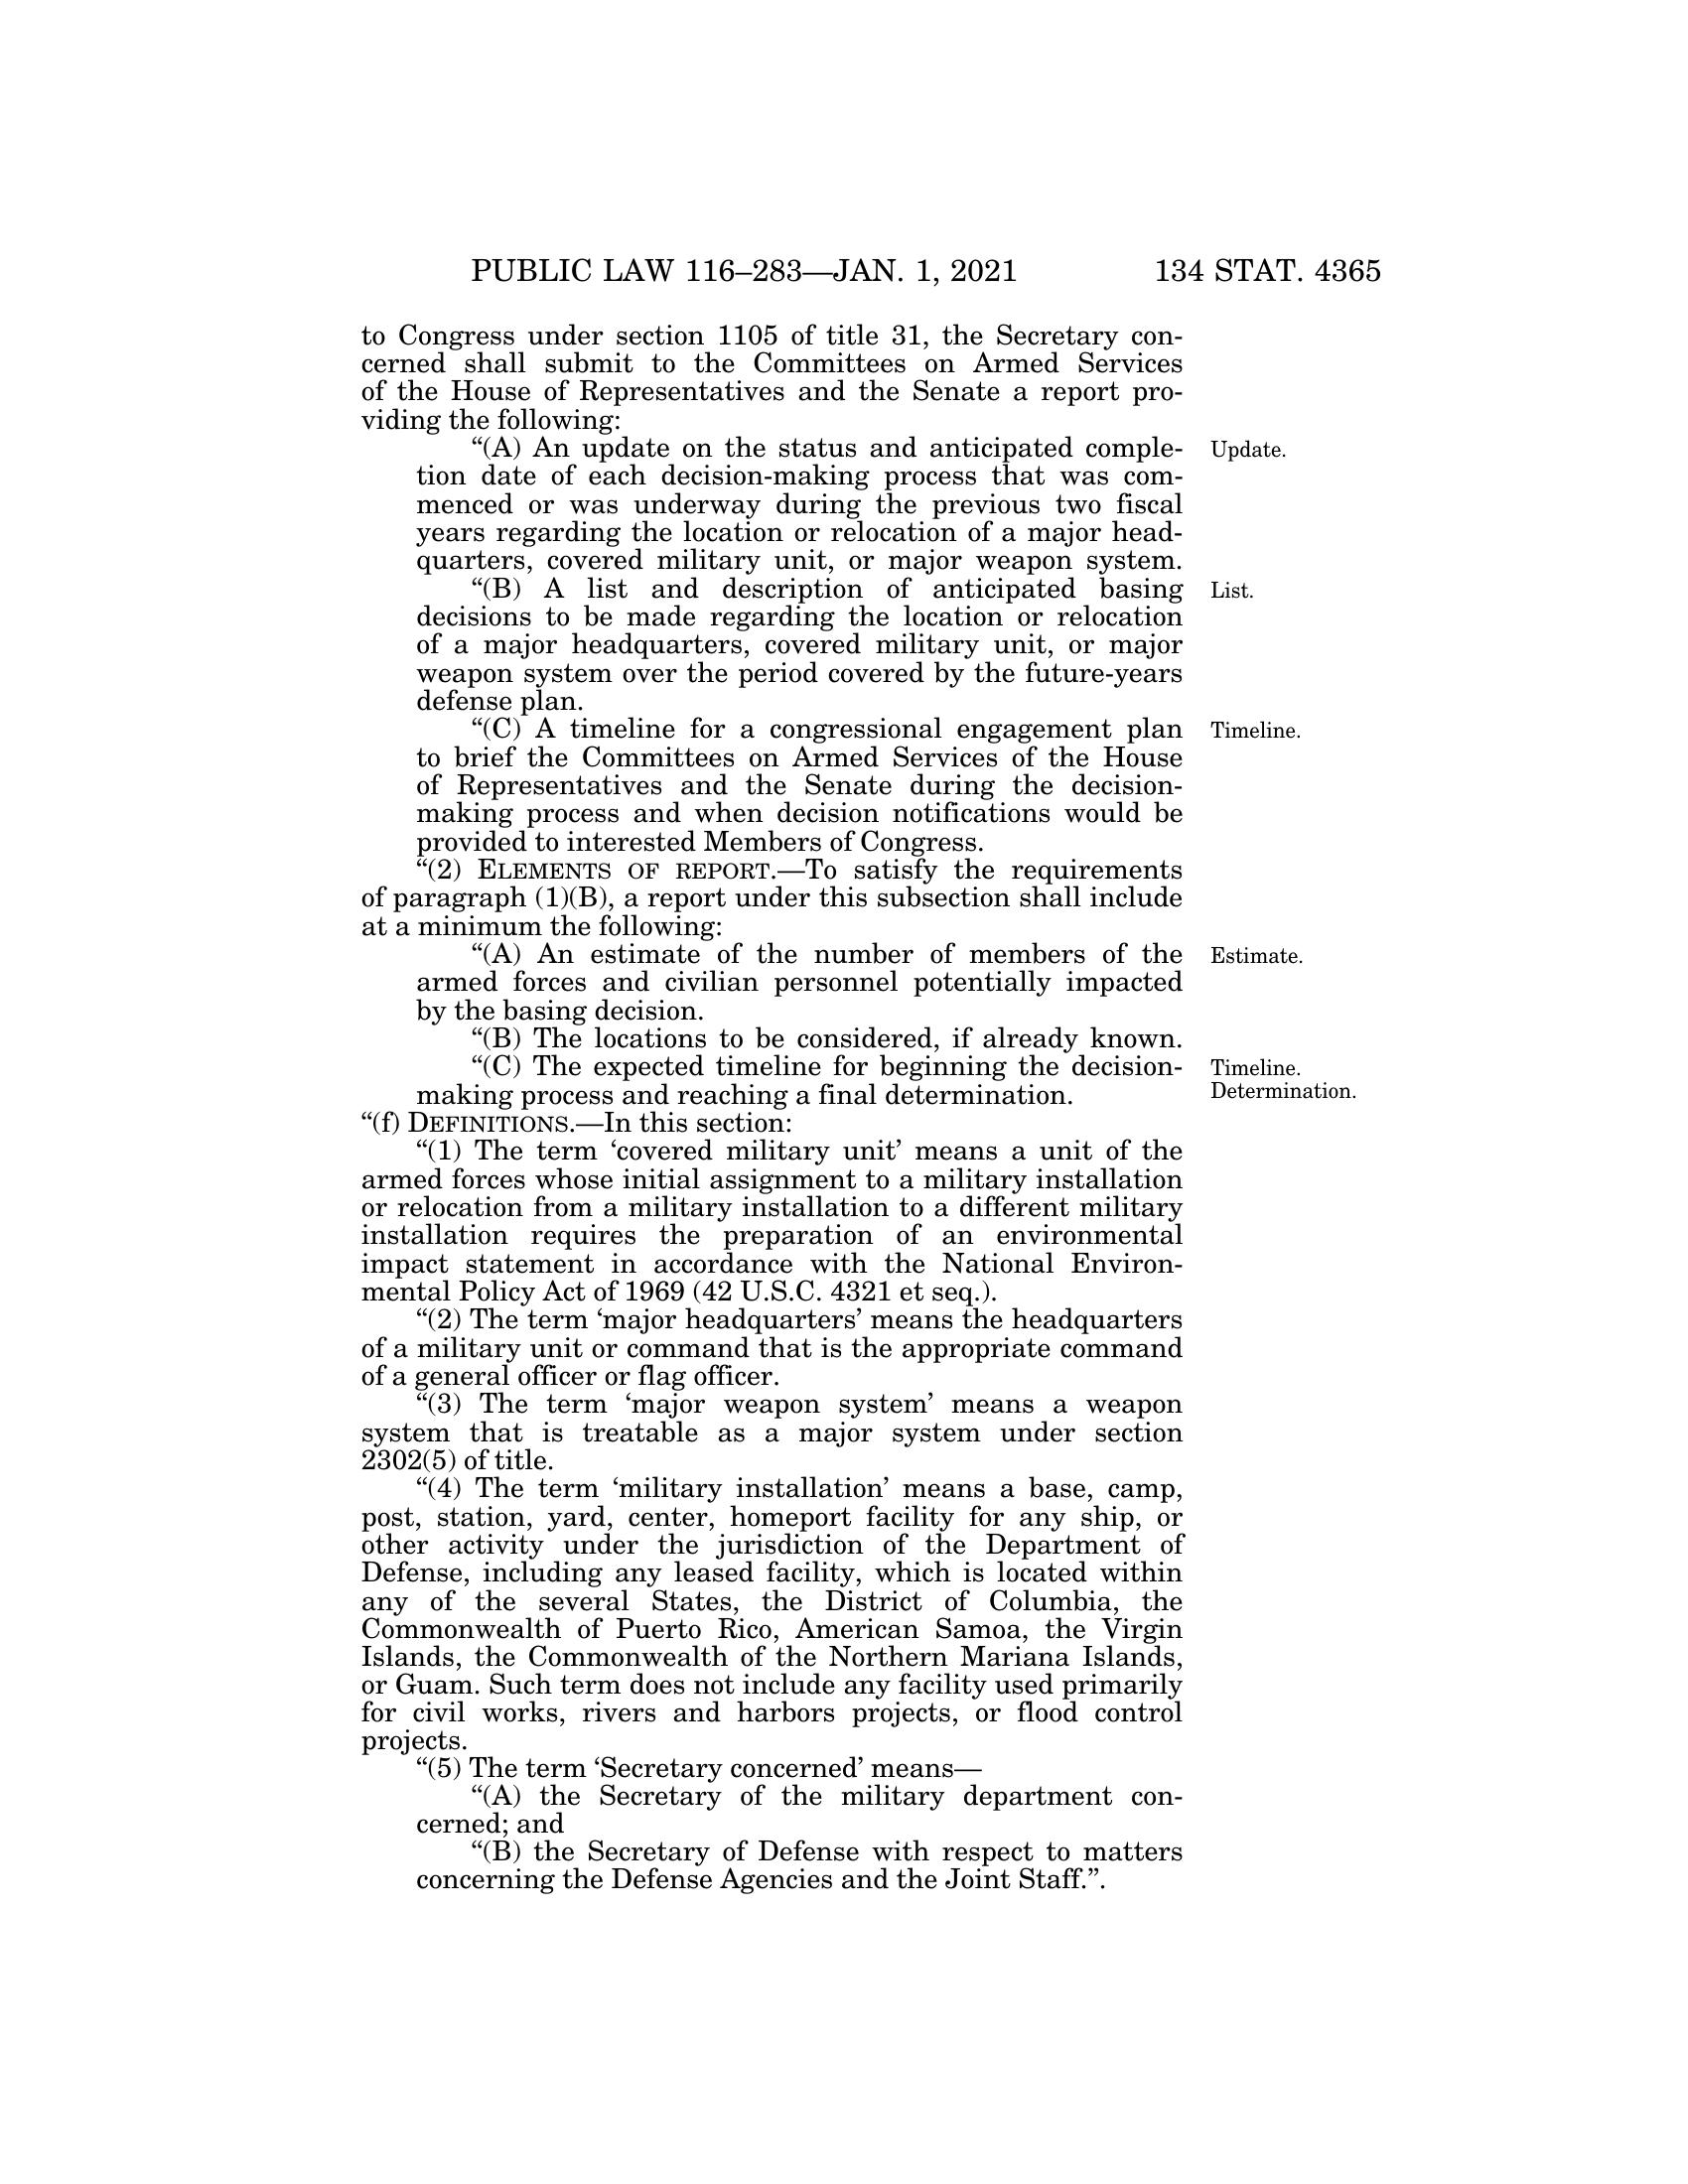 PUBLIC LAW 116–283—JAN. 1, 2021 134 STAT. 4365
to Congress under section 1105 of title 31, the Secretary con-
cerned shall submit to the Committees on Armed Services
of the House of Representatives and the Senate a report pro-
viding the following:
“(A) An update on the status and anticipated comple-
tion date of each decision-making process that was com-
menced or was underway during the previous two fiscal
years regarding the location or relocation of a major head-
quarters, covered military unit, or major weapon system.
“(B) A list and description of anticipated basing
decisions to be made regarding the location or relocation
of a major headquarters, covered military unit, or major
weapon system over the period covered by the future-years
defense plan.
“(C) A timeline for a congressional engagement plan
to brief the Committees on Armed Services of the House
of Representatives and the Senate during the decision-
making process and when decision notifications would be
provided to interested Members of Congress.
“(2) ELEMENTS OF REPORT.—To satisfy the requirements
of paragraph (1)(B), a report under this subsection shall include
at a minimum the following:
“(A) An estimate of the number of members of the
armed forces and civilian personnel potentially impacted
by the basing decision.
“(B) The locations to be considered, if already known.
“(C) The expected timeline for beginning the decision-
making process and reaching a final determination.
“(f) DEFINITIONS.—In this section:
“(1) The term ‘covered military unit’ means a unit of the
armed forces whose initial assignment to a military installation
or relocation from a military installation to a different military
installation requires the preparation of an environmental
impact statement in accordance with the National Environ-
mental Policy Act of 1969 (42 U.S.C. 4321 et seq.).
“(2) The term ‘major headquarters’ means the headquarters
of a military unit or command that is the appropriate command
of a general officer or flag officer.
“(3) The term ‘major weapon system’ means a weapon
system that is treatable as a major system under section
2302(5) of title.
“(4) The term ‘military installation’ means a base, camp,
post, station, yard, center, homeport facility for any ship, or
other activity under the jurisdiction of the Department of
Defense, including any leased facility, which is located within
any of the several States, the District of Columbia, the
Commonwealth of Puerto Rico, American Samoa, the Virgin
Islands, the Commonwealth of the Northern Mariana Islands,
or Guam. Such term does not include any facility used primarily
for civil works, rivers and harbors projects, or flood control
projects.
“(5) The term ‘Secretary concerned’ means—
“(A) the Secretary of the military department con-
cerned; and
“(B) the Secretary of Defense with respect to matters
concerning the Defense Agencies and the Joint Staff.”.
Update.
List.
Timeline.
Estimate.
Timeline.
Determination.